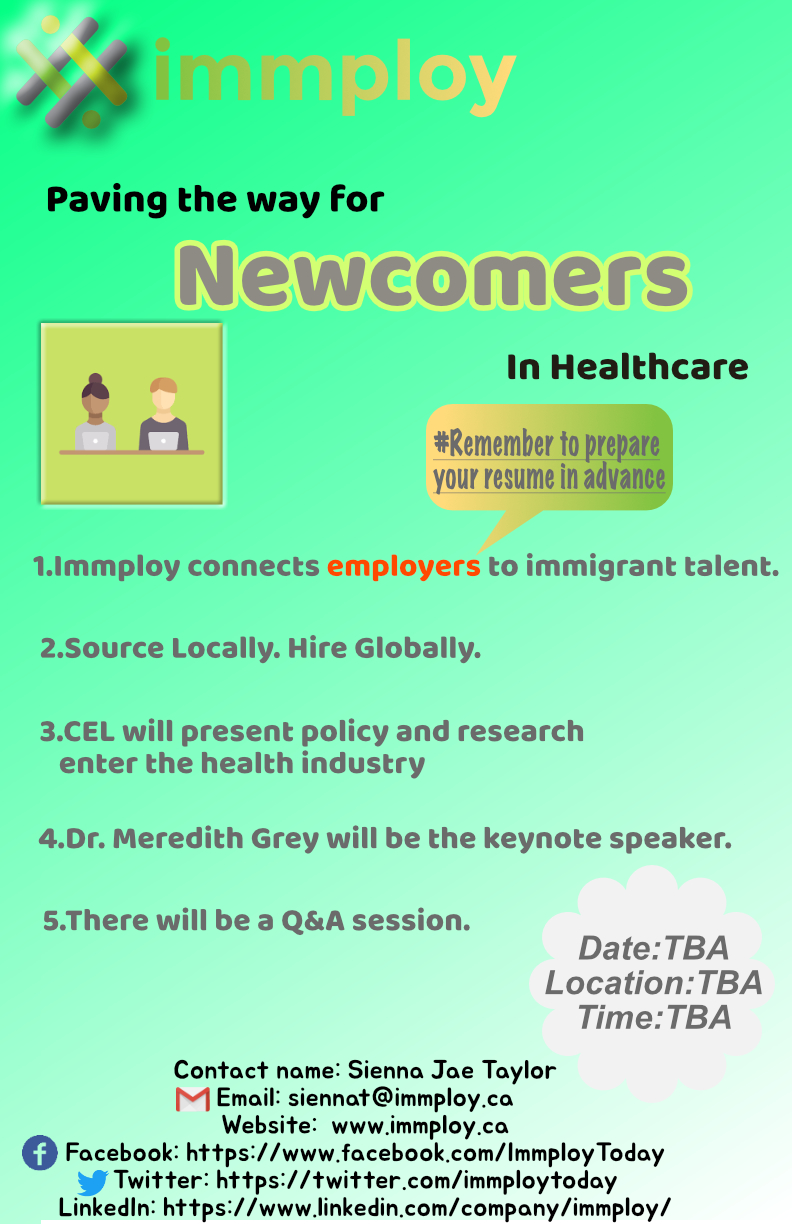 immploy
Paving the way for
Newcomers
In Healthcare
#Remember to prepare
your resume in advance
1.Immploy connects employers to immigrant talent.
2.Source Locally. Hire Globally.
3.CEL will present policy and research
enter the health industry
4.Dr. Meredith Grey will be the keynote speaker.
5.There will be a Q&A session.
Date:TBA
Location:TBA
Time:TBA
Contact name: Sienna Jae Taylor
Email: siennat@immploy.ca
Website: www.immploy.ca
Facebook: https://www.facebook.com/ImmployToday
Twitter: https://twitter.com/immploytoday
LinkedIn: https://www.linkedin.com/company/immploy/